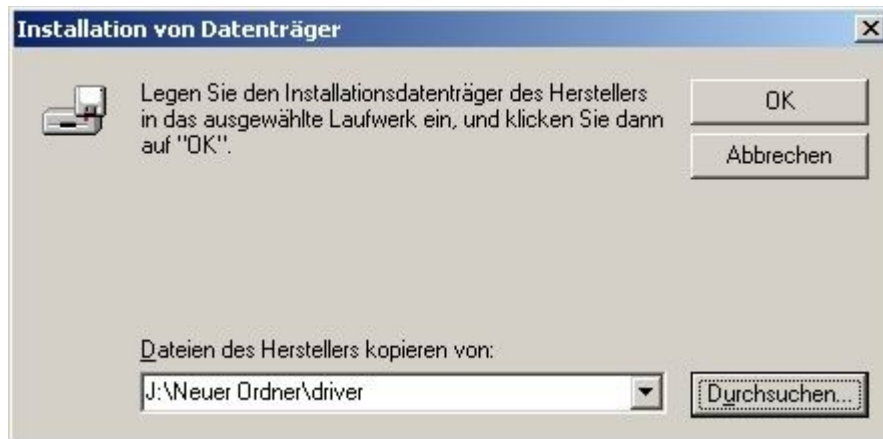 Installation von Datenträger
Legen Sie den Installationsdatenträger des Herstellers
in das ausgewählte Laufwerk ein, und klicken Sie dann
auf "OK".
OK
Abbrechen
Dateien des Herstellers kopieren von:
J:\Neuer Ordner\driver
Durchsuchen...